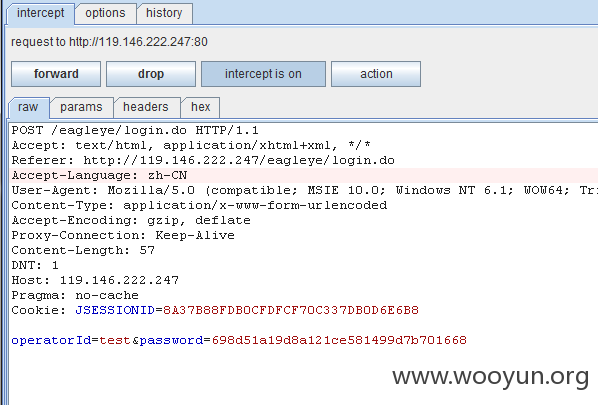 intercept options history
request to http://119.146.222.247:80
forward drop intercept is on action
raw params headers hex
POST /eagleye/login.do HTTP/1.1
Accept: text/html, application/xhtml+xml, */*
Referer: http://119.146.222.247/eagleye/login.do
Accept-Language: zh-CN
User-Agent: Mozilla/5.0 (compatible; MSIE 10.0; Windows NT 6.1; WOW64; Tri
Content-Type: application/x-www-form-urlencoded
Accept-Encoding: gzip, deflate
Proxy-Connection: Keep-Alive
Content-Length: 57
DNT: 1
Host: 119.146.222.247
Pragma: no-cache
Cookie: JSESSIONID=8A37B88FDB0CFDFCF70C337DB0D6E6B8
operatorId=test&password=698d51a19d8a121ce581499d7b701668
www.wooyun.org